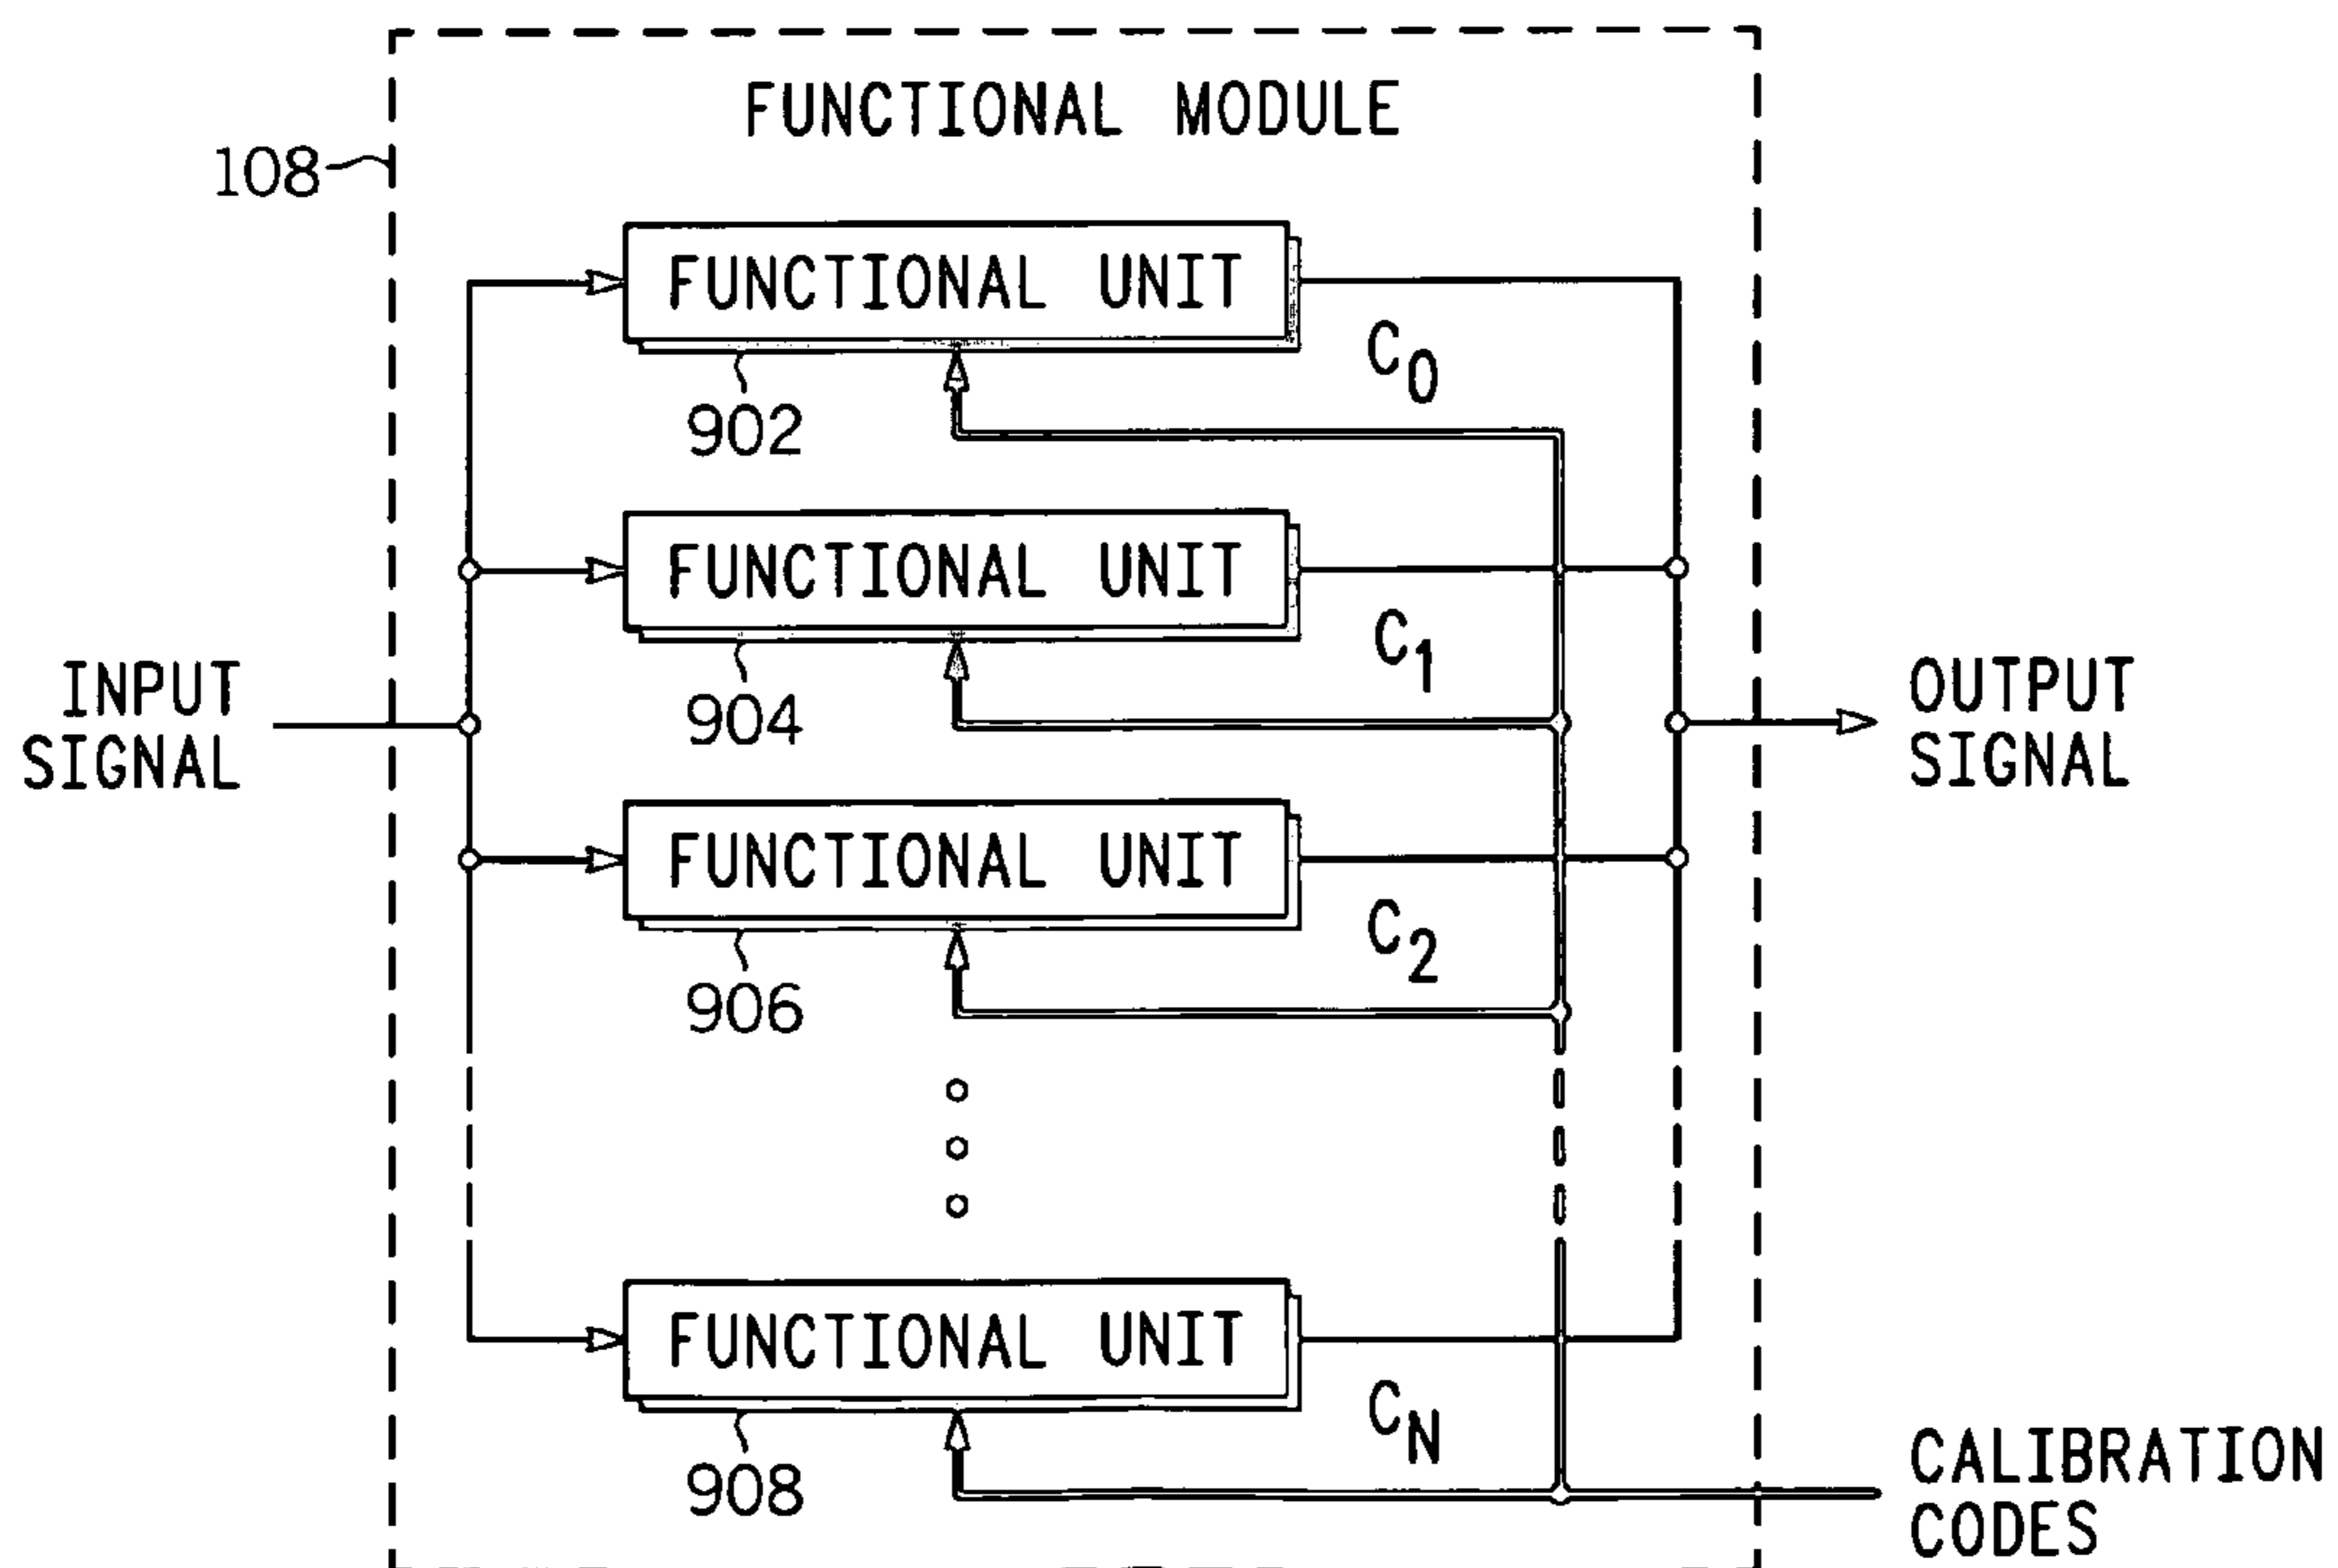 FUNCTIONAL MODULE
108
FUNCTIONAL UNIT
C0
902
FUNCTIONAL UNIT
C1
904
INPUT
SIGNAL
OUTPUT
SIGNAL
FUNCTIONAL UNIT
C2
906
FUNCTIONAL UNIT
CN
908
CALIBRATION
CODES